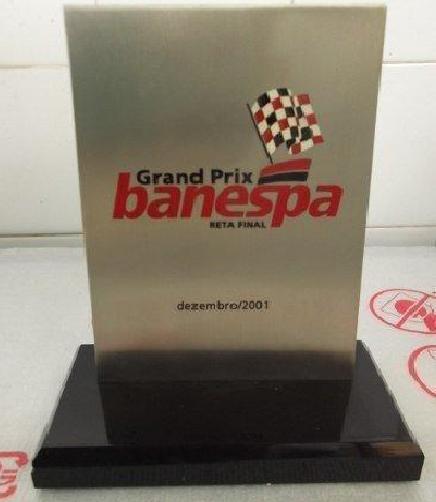 Grand Prix
banespa
RETA FINAL
dezembro/2001